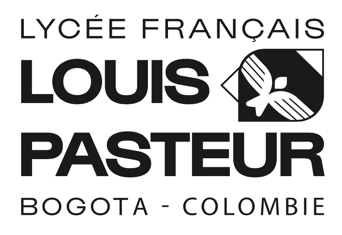 LYCÉE FRANÇAIS
LOUIS
PASTEUR
BOGOTA - COLOMBIE